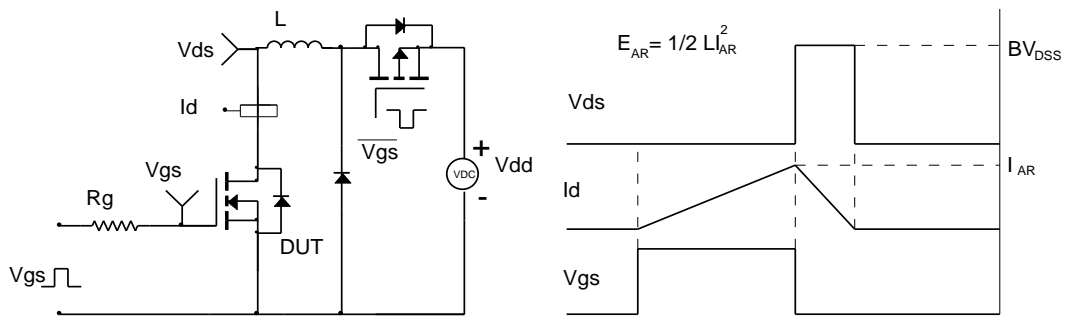 L
Vds
Id
Vgs
Vgs
+
Vdd
VDC
-
Rg
DUT
Vgs
E_AR= 1/2 LI_AR^2
BV_DSS
Vds
I_AR
Id
Vgs